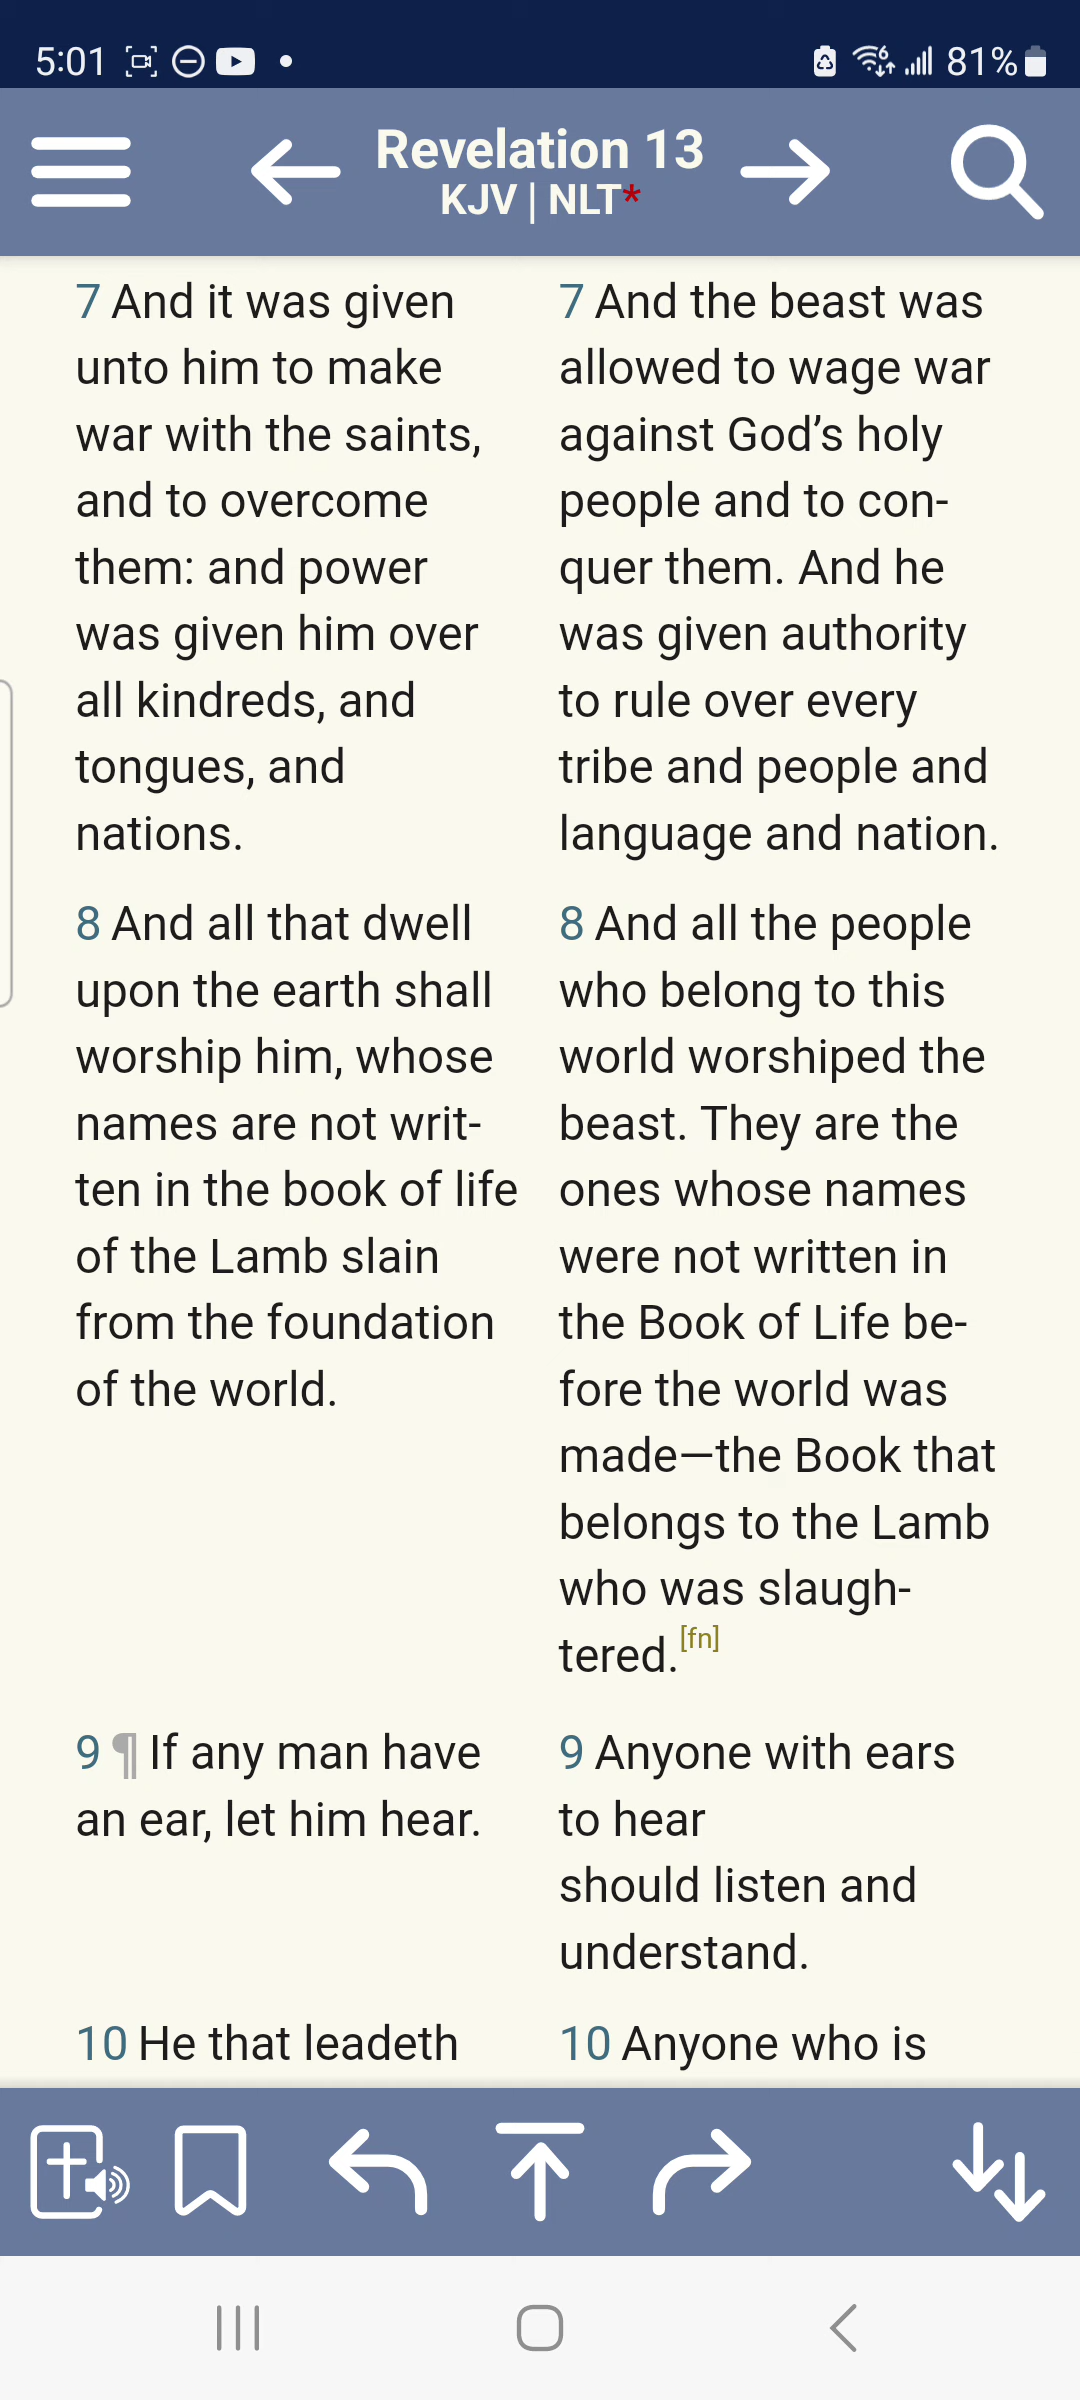 5:01
81%
Revelation 13
KJV | NLT*
7 And it was given
unto him to make
war with the saints,
and to overcome
them: and power
was given him over
all kindreds, and
tongues, and
nations.
7 And the beast was
allowed to wage war
against God’s holy
people and to con-
quer them. And he
was given authority
to rule over every
tribe and people and
language and nation.
8 And all that dwell
upon the earth shall
worship him, whose
names are not writ-
ten in the book of life
of the Lamb slain
from the foundation
of the world.
8 And all the people
who belong to this
world worshiped the
beast. They are the
ones whose names
were not written in
the Book of Life be-
fore the world was
made—the Book that
belongs to the Lamb
who was slaugh-
tered.[fn]
9 ¶ If any man have
an ear, let him hear.
9 Anyone with ears
to hear
should listen and
understand.
10 He that leadeth
10 Anyone who is